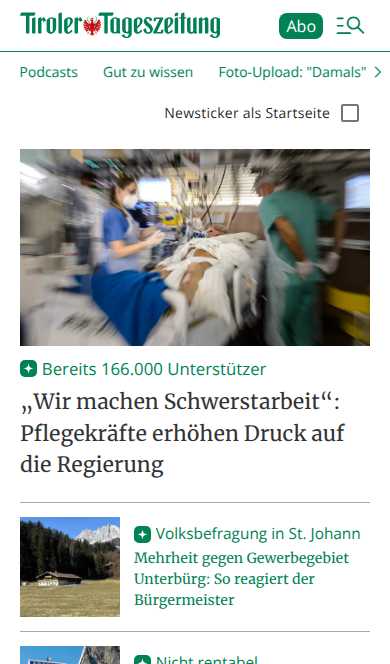 Tiroler Tageszeitung
Abo
Podcasts Gut zu wissen Foto-Upload: "Damals"
Newsticker als Startseite
Bereits 166.000 Unterstützer
„Wir machen Schwerstarbeit“:
Pflegekräfte erhöhen Druck auf
die Regierung
Volksbefragung in St. Johann
Mehrheit gegen Gewerbegebiet
Unterbürg: So reagiert der
Bürgermeister
Nicht rentabel